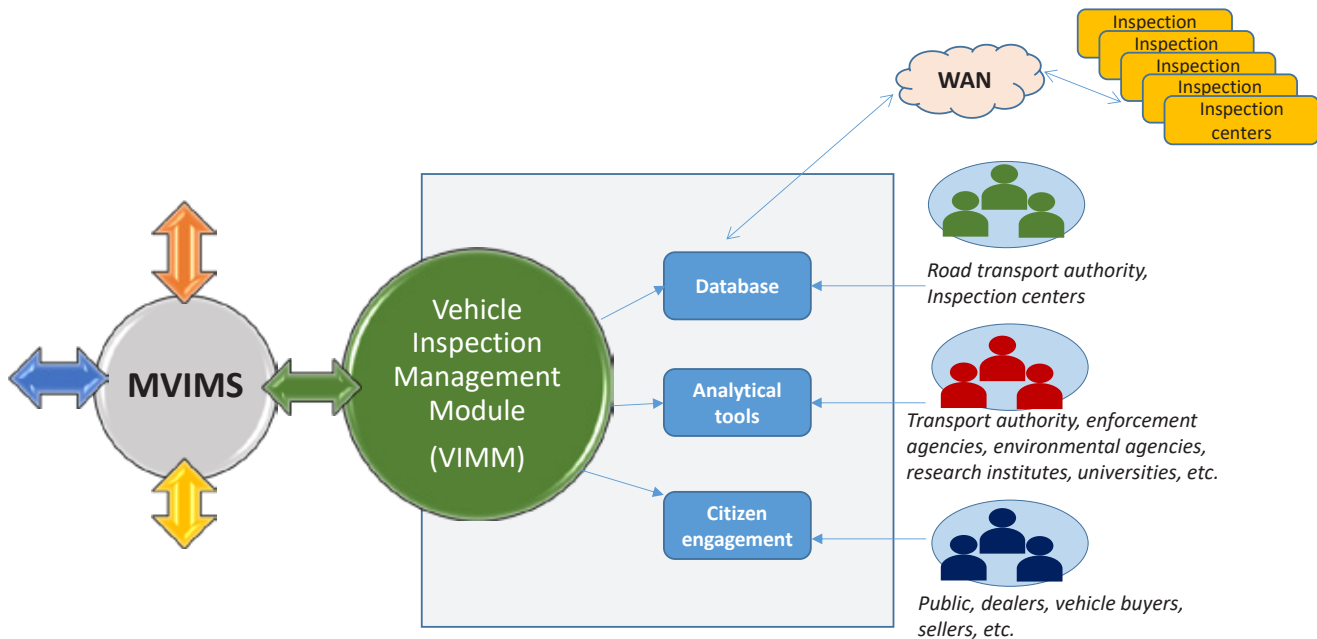 Inspection
Inspection
Inspection
Inspection
Inspection
centers
WAN
Road transport authority,
Inspection centers
Database
Vehicle
Inspection
Management
Module
(VIMM)
MVIMS
Analytical
tools
Transport authority, enforcement
agencies, environmental agencies,
research institutes, universities, etc.
Citizen
engagement
Public, dealers, vehicle buyers,
sellers, etc.